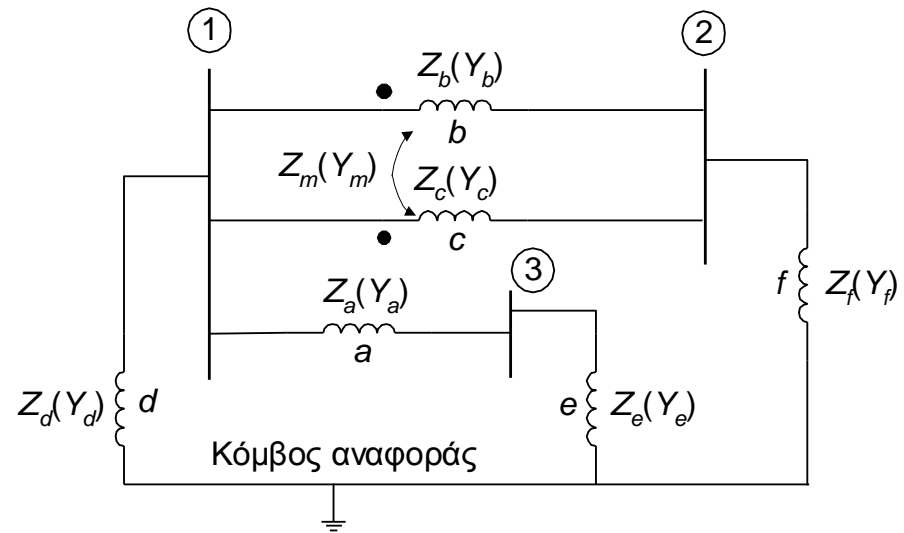 1
2
Z_b(Y_b)
b
Z_m(Y_m)
Z_c(Y_c)
c
3
Z_a(Y_a)
a
f
Z_f(Y_f)
Z_d(Y_d)
d
e
Z_e(Y_e)
Κόμβος αναφοράς